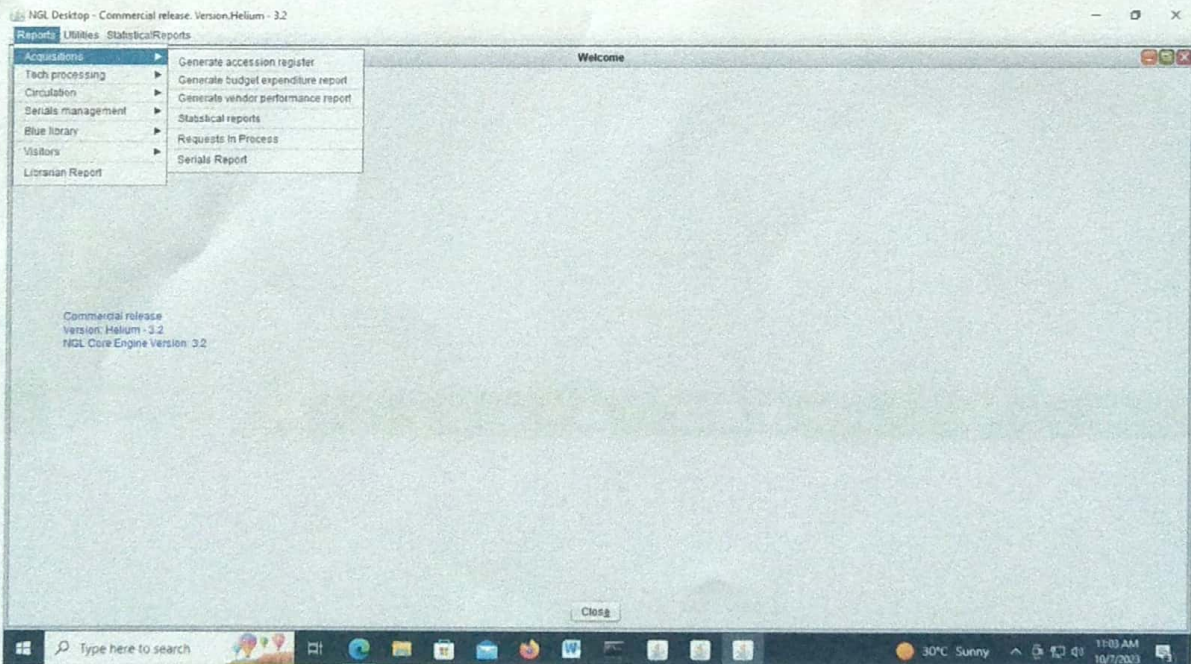 NGL Desktop - Commercial release. Version.Helium - 3.2
Reports Utilities StatisticalReports
Welcome
Acquisitions
Tech processing
Circulation
Serials management
Blue library
Visitors
Librarian Report
Generate accession register
Generate budget expenditure report
Generate vendor performance report
Statistical reports
Requests In Process
Serials Report
Commercial release
Version: Helium - 3.2
NGL Core Engine Version: 3.2
Close
Type here to search
30°C Sunny
11:03 AM
10/7/2023